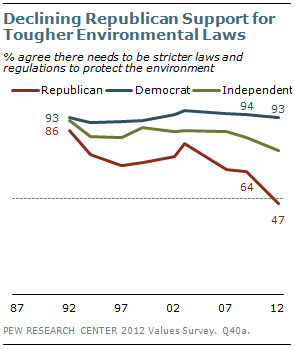 Declining Republican Support for
Tougher Environmental Laws
% agree there needs to be stricter laws and
regulations to protect the environment
Republican Democrat Independent
93 94 93
86
64
47
87 92 97 02 07 12
PEW RESEARCH CENTER 2012 Values Survey. Q40a.